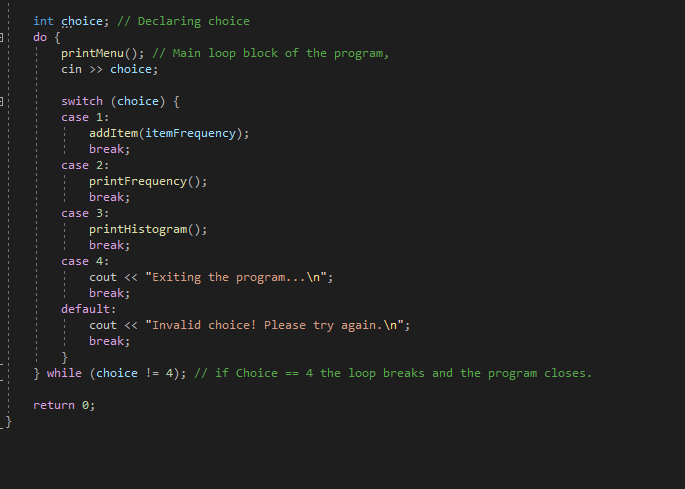 int choice; // Declaring choice
do {
printMenu(); // Main loop block of the program,
cin >> choice;
switch (choice) {
case 1:
addItem(itemFrequency);
break;
case 2:
printFrequency();
break;
case 3:
printHistogram();
break;
case 4:
cout << "Exiting the program...\n";
break;
default:
cout << "Invalid choice! Please try again.\n";
break;
}
} while (choice != 4); // if Choice == 4 the loop breaks and the program closes.
return 0;
}